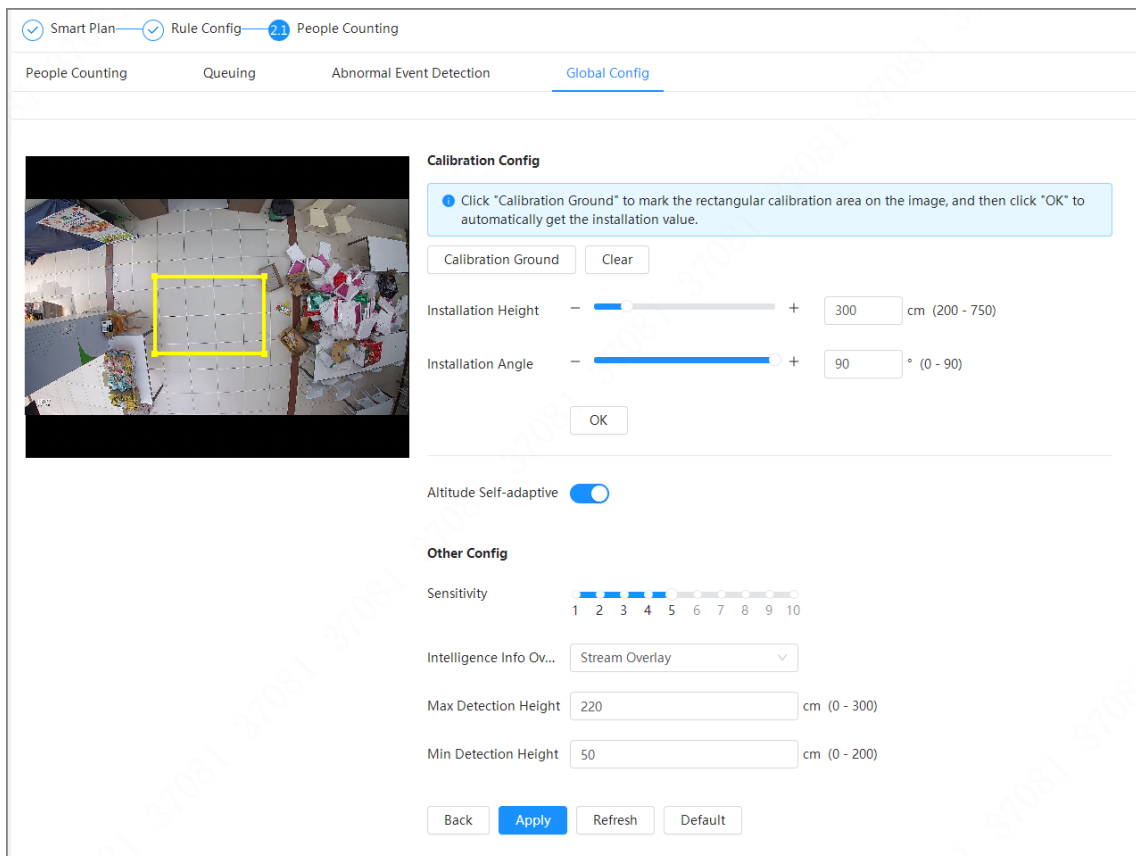 Smart Plan Rule Config 2.1 People Counting
People Counting Queuing Abnormal Event Detection Global Config
Calibration Config
Click "Calibration Ground" to mark the rectangular calibration area on the image, and then click "OK" to
automatically get the installation value.
Calibration Ground Clear
Installation Height − + 300 cm (200 - 750)
Installation Angle − + 90 ° (0 - 90)
OK
Altitude Self-adaptive
Other Config
Sensitivity
1 2 3 4 5 6 7 8 9 10
Intelligence Info Ov... Stream Overlay
Max Detection Height 220 cm (0 - 300)
Min Detection Height 50 cm (0 - 200)
Back Apply Refresh Default
37081 37081